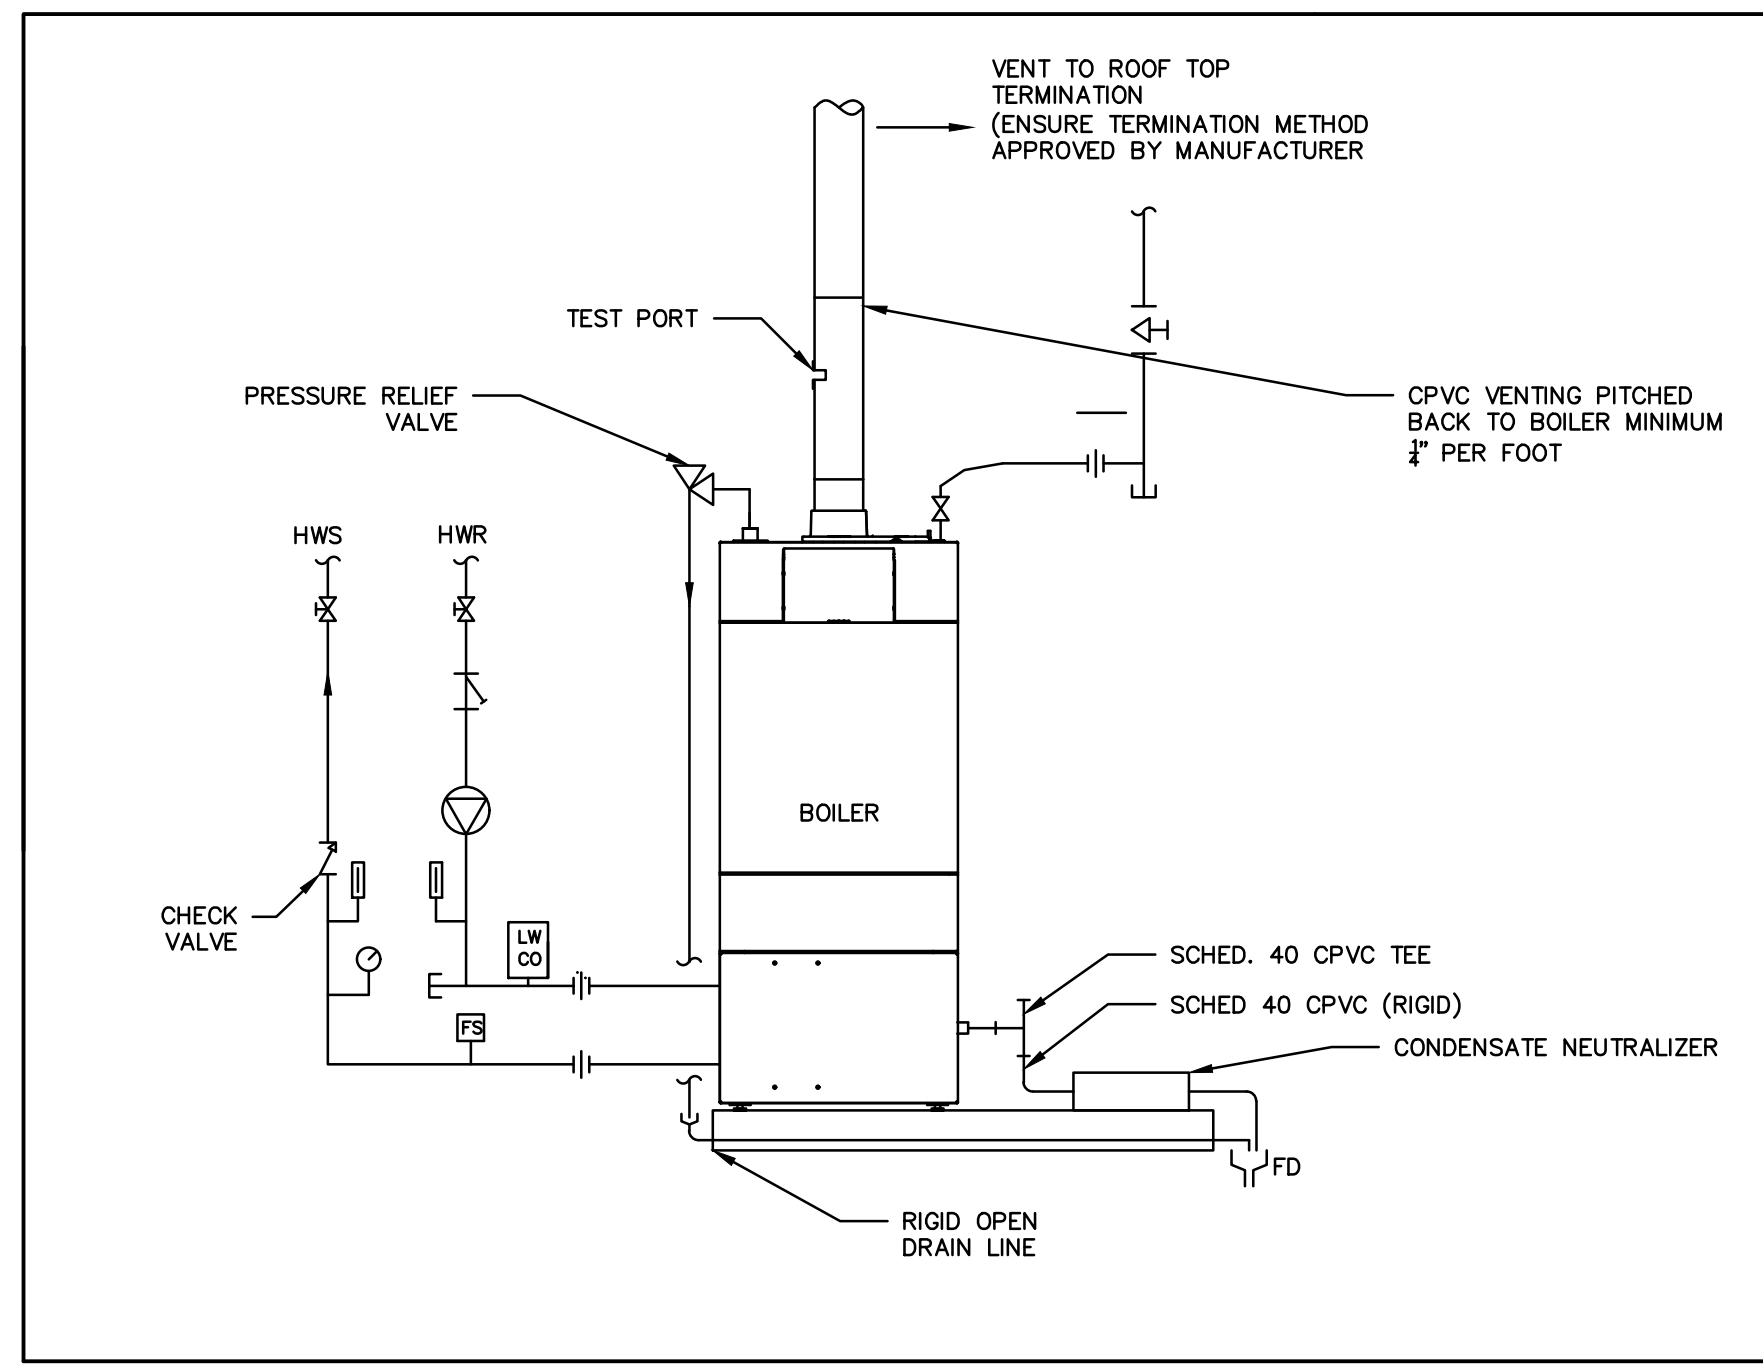 VENT TO ROOF TOP
TERMINATION
(ENSURE TERMINATION METHOD
APPROVED BY MANUFACTURER
TEST PORT
PRESSURE RELIEF
VALVE
CPVC VENTING PITCHED
BACK TO BOILER MINIMUM
1/4" PER FOOT
HWS
HWR
BOILER
CHECK
VALVE
LW
CO
FS
SCHED. 40 CPVC TEE
SCHED 40 CPVC (RIGID)
CONDENSATE NEUTRALIZER
FD
RIGID OPEN
DRAIN LINE